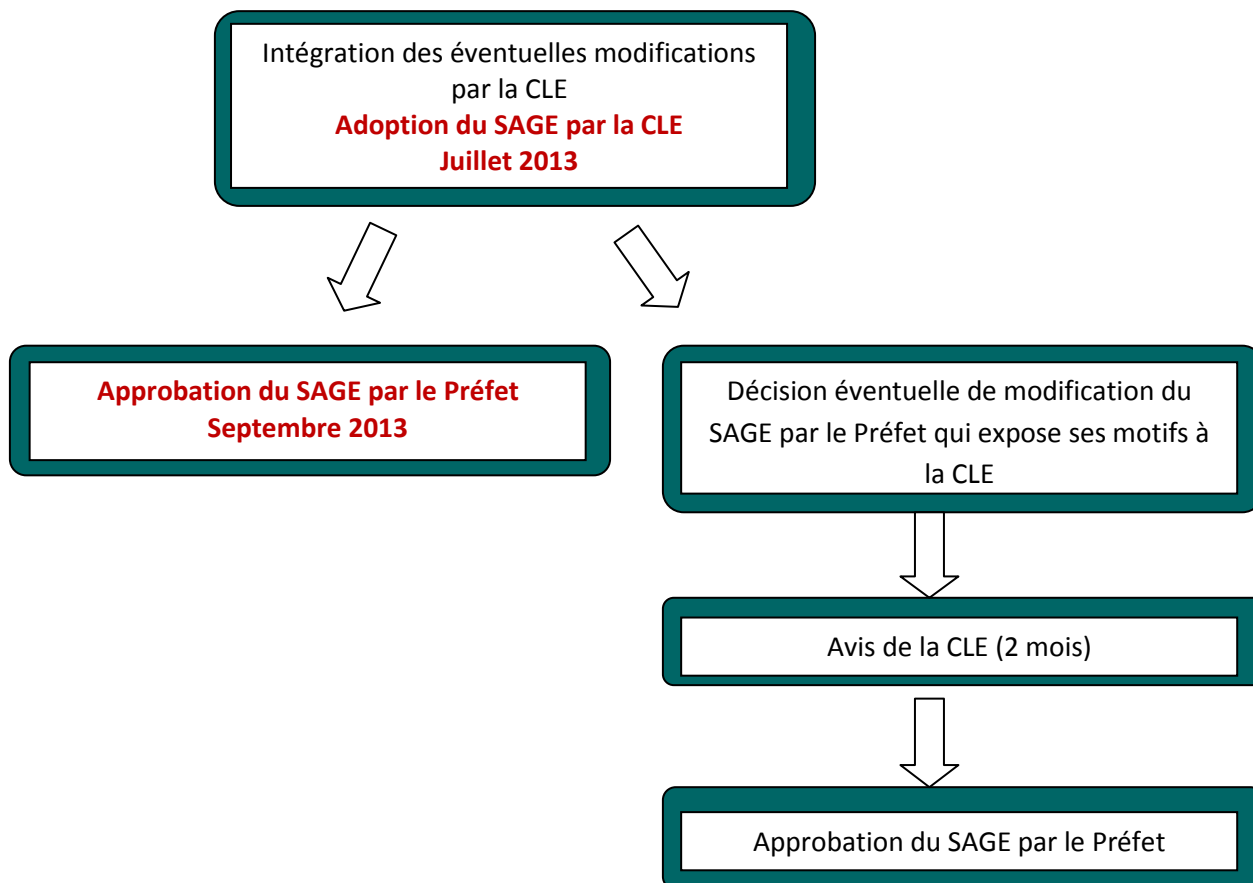 Intégration des éventuelles modifications
par la CLE
Adoption du SAGE par la CLE
Juillet 2013
Approbation du SAGE par le Préfet
Septembre 2013
Décision éventuelle de modification du
SAGE par le Préfet qui expose ses motifs à
la CLE
Avis de la CLE (2 mois)
Approbation du SAGE par le Préfet